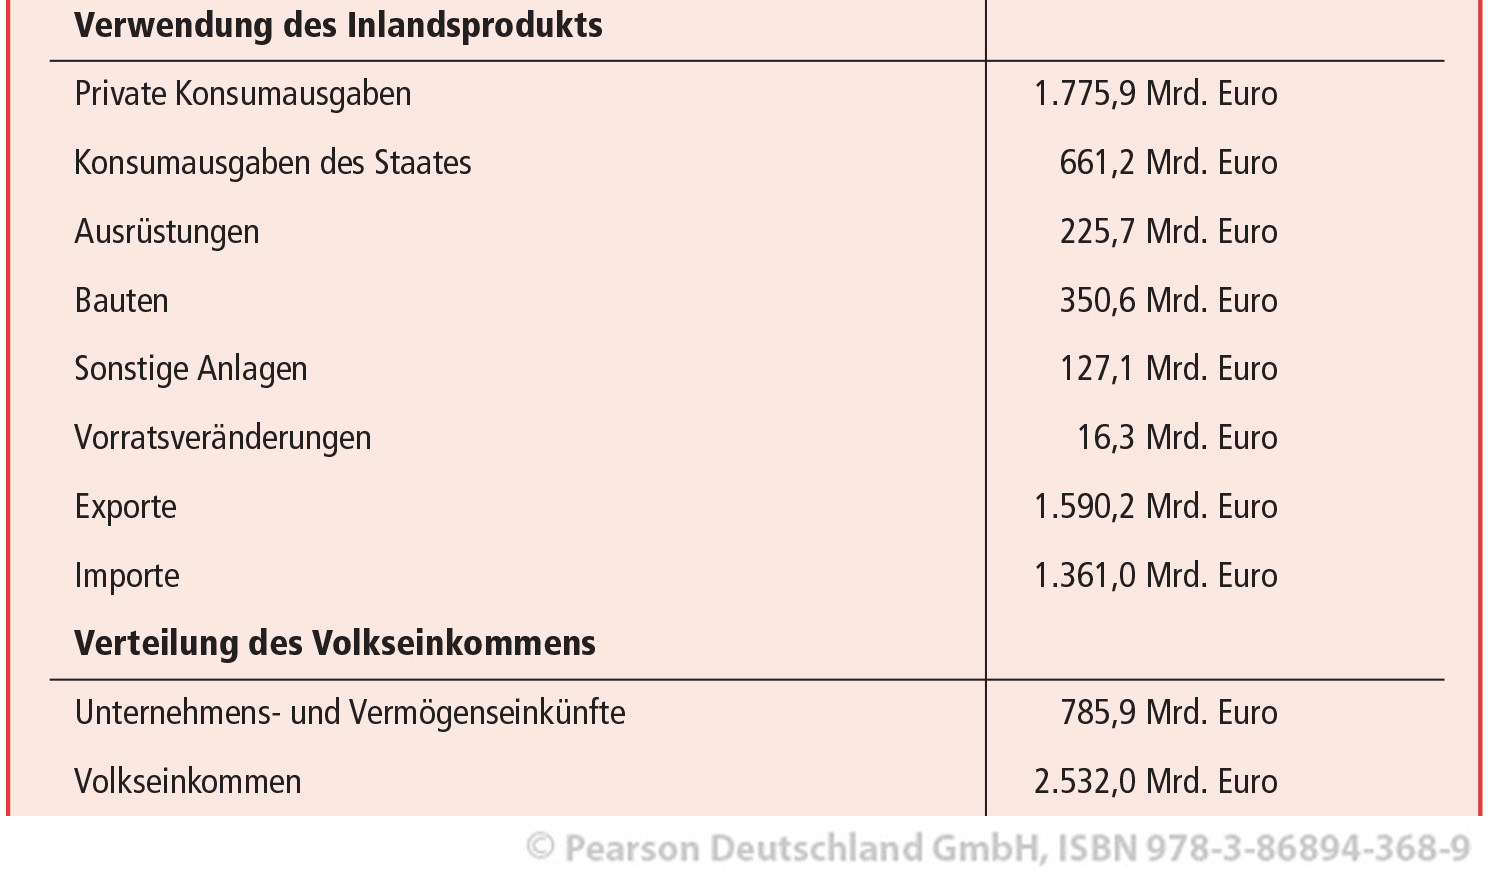 Verwendung des Inlandsprodukts
Private Konsumausgaben 1.775,9 Mrd. Euro
Konsumausgaben des Staates 661,2 Mrd. Euro
Ausrüstungen 225,7 Mrd. Euro
Bauten 350,6 Mrd. Euro
Sonstige Anlagen 127,1 Mrd. Euro
Vorratsveränderungen 16,3 Mrd. Euro
Exporte 1.590,2 Mrd. Euro
Importe 1.361,0 Mrd. Euro
Verteilung des Volkseinkommens
Unternehmens- und Vermögenseinkünfte 785,9 Mrd. Euro
Volkseinkommen 2.532,0 Mrd. Euro
© Pearson Deutschland GmbH, ISBN 978-3-86894-368-9